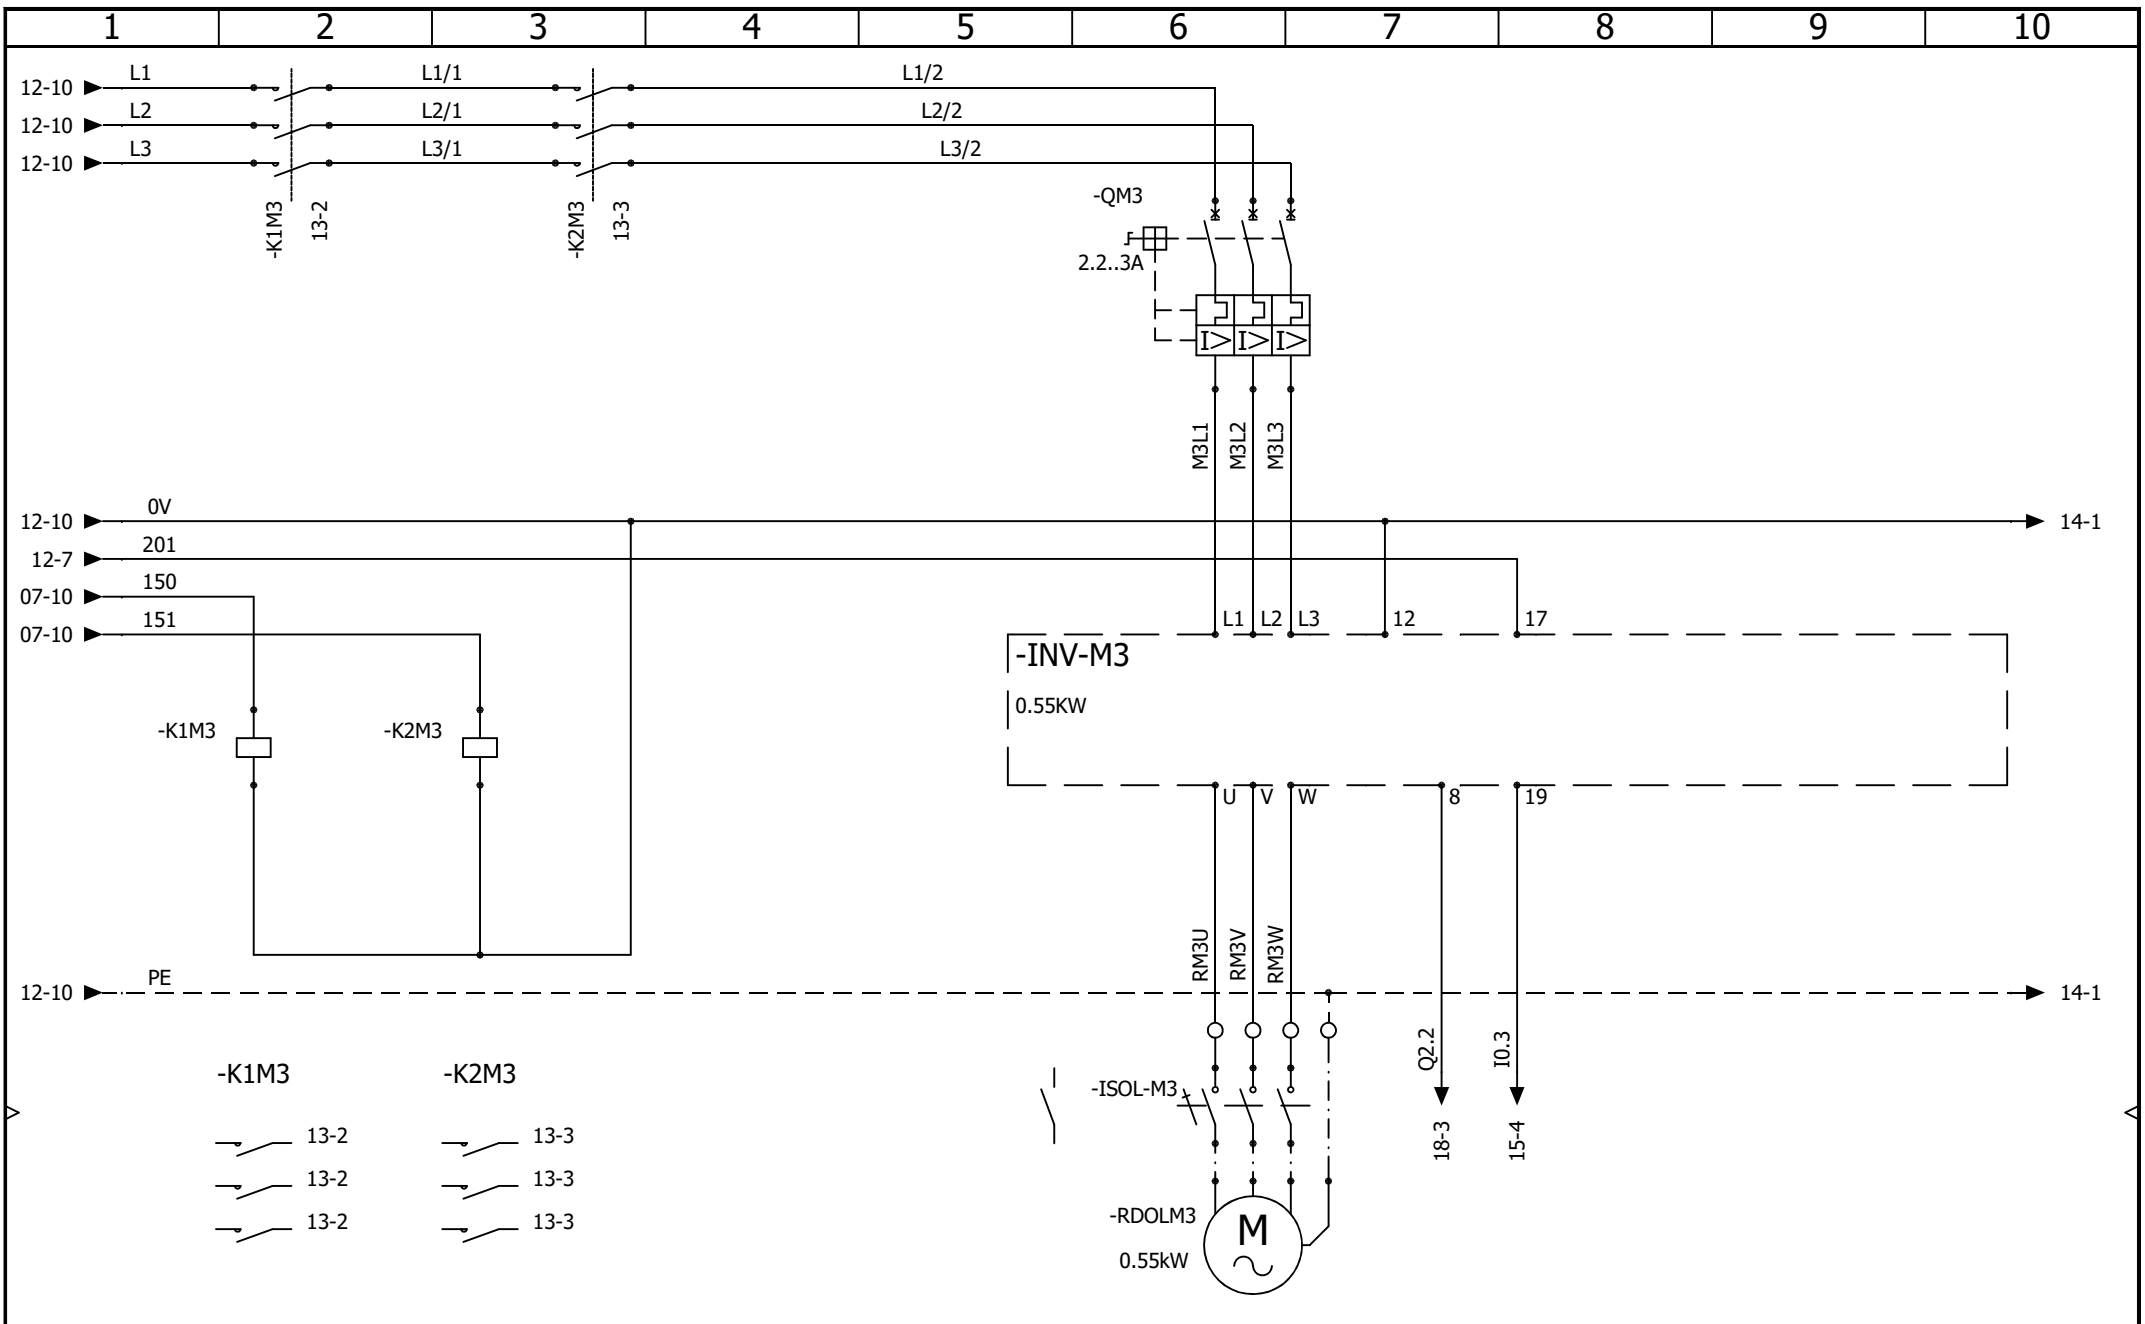 1 2 3 4 5 6 7 8 9 10
12-10 L1 L1/1 L1/2
12-10 L2 L2/1 L2/2
12-10 L3 L3/1 L3/2
-K1M3 13-2 -K2M3 13-3
-QM3
2.2..3A
I> I> I>
M3L1 M3L2 M3L3
12-10 0V 14-1
12-7 201
07-10 150
07-10 151
L1 L2 L3 12 17
-INV-M3
0.55KW
-K1M3 -K2M3
U V W 8 19
RM3U RM3V RM3W
12-10 PE 14-1
Q2.2 I0.3
-K1M3 -K2M3
-ISOL-M3
18-3 15-4
13-2 13-3
13-2 13-3
13-2 13-3
-RDOLM3
0.55kW
M